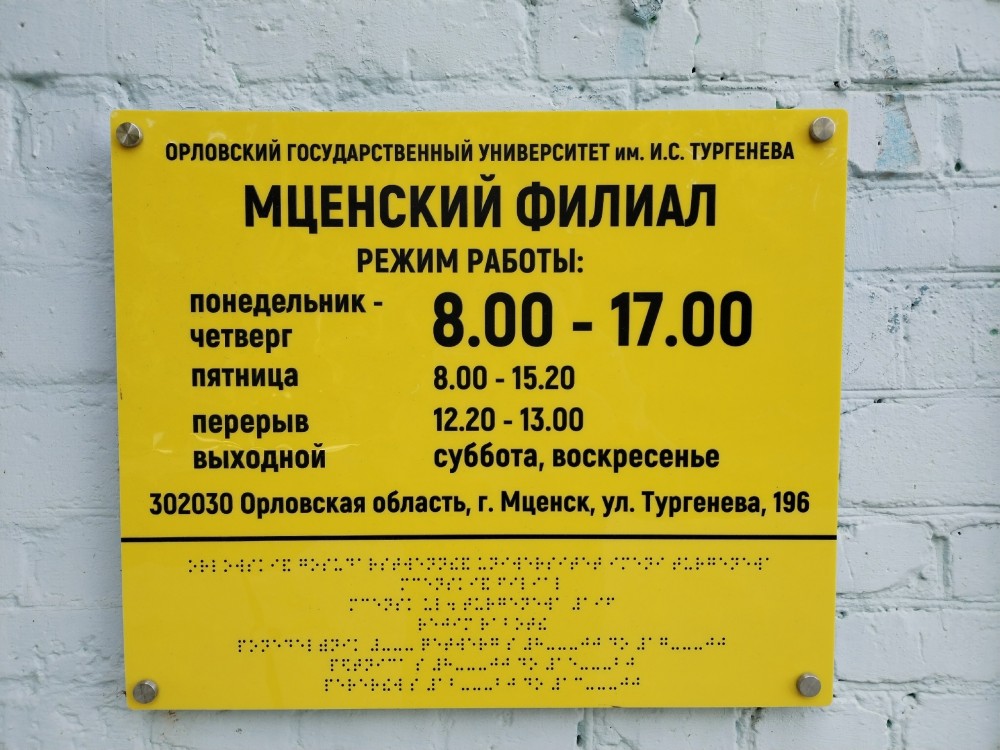 ОРЛОВСКИЙ ГОСУДАРСТВЕННЫЙ УНИВЕРСИТЕТ им. И.С. ТУРГЕНЕВА
МЦЕНСКИЙ ФИЛИАЛ
РЕЖИМ РАБОТЫ:
понедельник - четверг 8.00 - 17.00
пятница 8.00 - 15.20
перерыв 12.20 - 13.00
выходной суббота, воскресенье
302030 Орловская область, г. Мценск, ул. Тургенева, 196